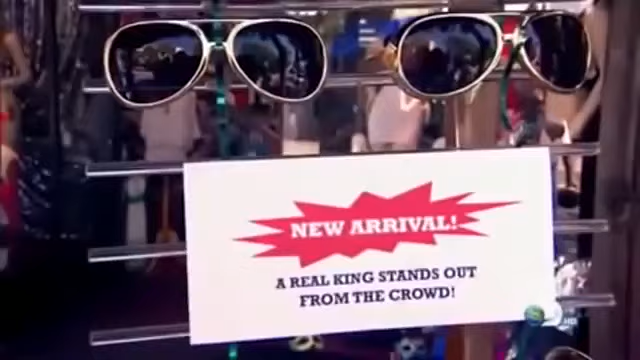 NEW ARRIVAL!
A REAL KING STANDS OUT
FROM THE CROWD!